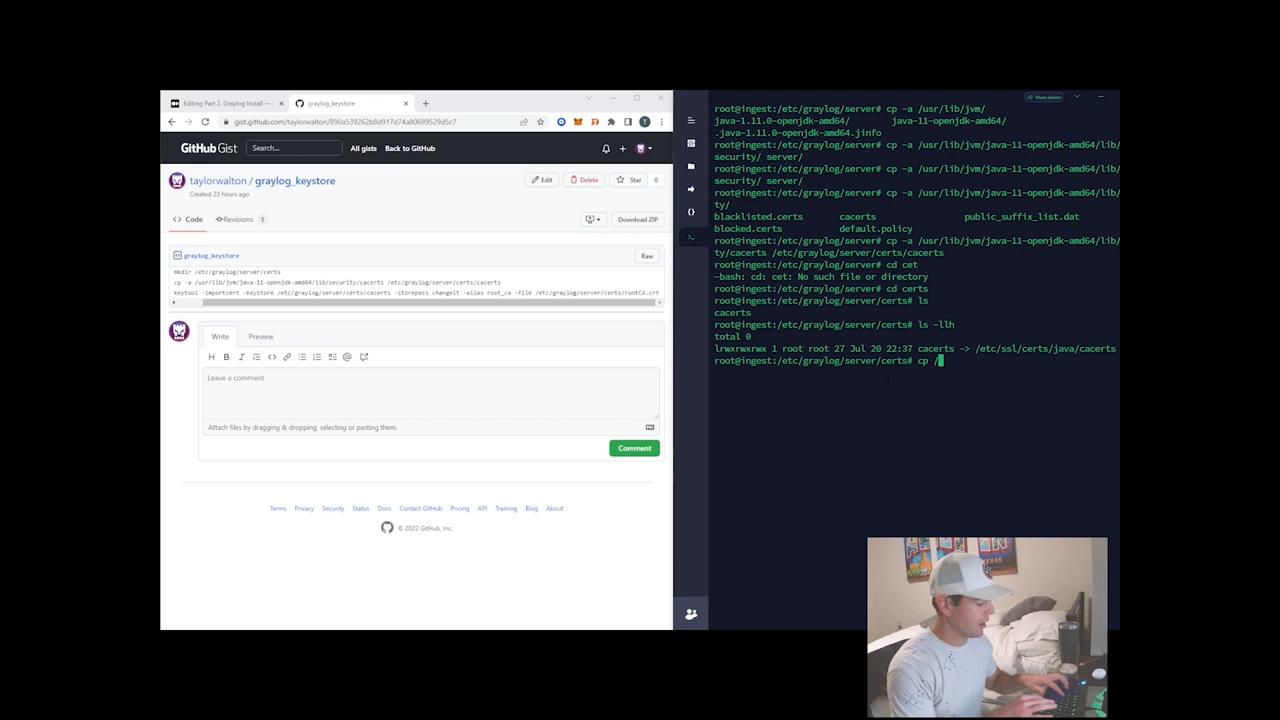 Editing Part 2. Graylog Install —
graylog_keystore
gist.github.com/taylorwalton/890a539262b8d917d74a80689529d5c7
GitHub Gist
Search...
All gists
Back to GitHub
taylorwalton / graylog_keystore
Created 23 hours ago
Edit
Delete
Star
0
Code
Revisions
1
Download ZIP
graylog_keystore
Raw
mkdir /etc/graylog/server/certs
cp -a /usr/lib/jvm/java-11-openjdk-amd64/lib/security/cacerts /etc/graylog/server/certs/cacerts
keytool -importcert -keystore /etc/graylog/server/certs/cacerts -storepass changeit -alias root_ca -file /etc/graylog/server/certs/rootCA.crt
Write
Preview
Leave a comment
Attach files by dragging & dropping, selecting or pasting them.
Comment
Terms Privacy Security Status Docs Contact GitHub Pricing API Training Blog About
© 2022 GitHub, Inc.
Share session
root@ingest:/etc/graylog/server# cp -a /usr/lib/jvm/
java-1.11.0-openjdk-amd64/ java-11-openjdk-amd64/
.java-1.11.0-openjdk-amd64.jinfo
root@ingest:/etc/graylog/server# cp -a /usr/lib/jvm/java-11-openjdk-amd64/lib/
security/ server/
root@ingest:/etc/graylog/server# cp -a /usr/lib/jvm/java-11-openjdk-amd64/lib/
security/ server/
root@ingest:/etc/graylog/server# cp -a /usr/lib/jvm/java-11-openjdk-amd64/lib/
ty/
blacklisted.certs cacerts public_suffix_list.dat
blocked.certs default.policy
root@ingest:/etc/graylog/server# cp -a /usr/lib/jvm/java-11-openjdk-amd64/lib/
ty/cacerts /etc/graylog/server/certs/cacerts
root@ingest:/etc/graylog/server# cd cet
-bash: cd: cet: No such file or directory
root@ingest:/etc/graylog/server# cd certs
root@ingest:/etc/graylog/server/certs# ls
cacerts
root@ingest:/etc/graylog/server/certs# ls -llh
total 0
lrwxrwxrwx 1 root root 27 Jul 20 22:37 cacerts -> /etc/ssl/certs/java/cacerts
root@ingest:/etc/graylog/server/certs# cp /